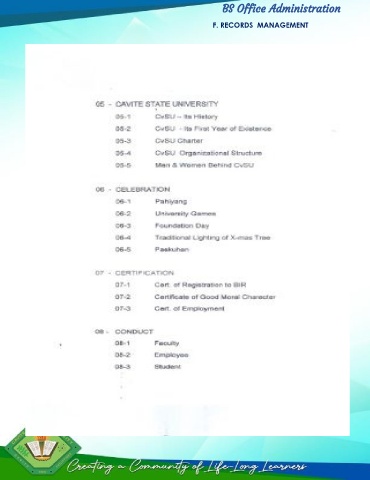 BS Office Administration
F. RECORDS MANAGEMENT
05 - CAVITE STATE UNIVERSITY
05-1 CvSU – Its History
05-2 CvSU - Its First Year of Existence
05-3 CvSU Charter
05-4 CvSU Organizational Structure
05-5 Men & Women Behind CvSU
06 - CELEBRATION
06-1 Pahiyang
06-2 University Games
06-3 Foundation Day
06-4 Traditional Lighting of X-mas Tree
06-5 Paskuhan
07 - CERTIFICATION
07-1 Cert. of Registration to BIR
07-2 Certificate of Good Moral Character
07-3 Cert. of Employment
08 - CONDUCT
08-1 Faculty
08-2 Employee
08-3 Student
Creating a Community of Life-Long Learners